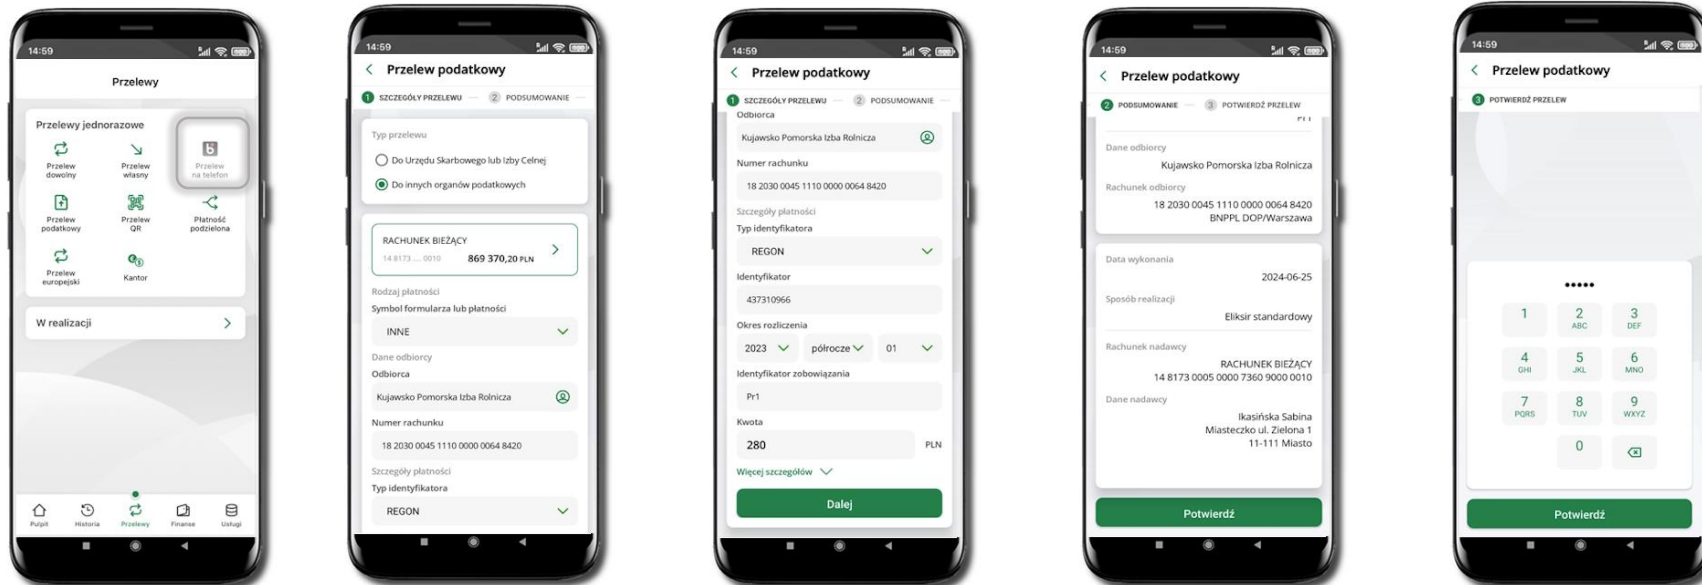 14:59
Przelewy
Przelewy jednorazowe
Przelew
dowolny
Przelew
własny
Przelew
na telefon
Przelew
podatkowy
Przelew
QR
Płatność
podzielona
Przelew
europejski
Kantor
W realizacji
Pulpit
Historia
Przelewy
Finanse
Usługi
14:59
Przelew podatkowy
1 SZCZEGÓŁY PRZELEWU 2 PODSUMOWANIE
Typ przelewu
Do Urzędu Skarbowego lub Izby Celnej
Do innych organów podatkowych
RACHUNEK BIEŻĄCY
14 8173 .... 0010 869 370,20 PLN
Rodzaj płatności
Symbol formularza lub płatności
INNE
Dane odbiorcy
Odbiorca
Kujawsko Pomorska Izba Rolnicza
Numer rachunku
18 2030 0045 1110 0000 0064 8420
Szczegóły płatności
Typ identyfikatora
REGON
14:59
Przelew podatkowy
1 SZCZEGÓŁY PRZELEWU 2 PODSUMOWANIE
Odbiorca
Kujawsko Pomorska Izba Rolnicza
Numer rachunku
18 2030 0045 1110 0000 0064 8420
Szczegóły płatności
Typ identyfikatora
REGON
Identyfikator
437310966
Okres rozliczenia
2023 półrocze 01
Identyfikator zobowiązania
Pr1
Kwota
280 PLN
Więcej szczegółów
Dalej
14:59
Przelew podatkowy
2 PODSUMOWANIE 3 POTWIERDŹ PRZELEW
Dane odbiorcy
Kujawsko Pomorska Izba Rolnicza
Rachunek odbiorcy
18 2030 0045 1110 0000 0064 8420
BNPPL DOP/Warszawa
Data wykonania
2024-06-25
Sposób realizacji
Eliksir standardowy
Rachunek nadawcy
RACHUNEK BIEŻĄCY
14 8173 0005 0000 7360 9000 0010
Dane nadawcy
Ikasińska Sabina
Miasteczko ul. Zielona 1
11-111 Miasto
Potwierdź
14:59
Przelew podatkowy
3 POTWIERDŹ PRZELEW
1 2 3
ABC DEF
4 5 6
GHI JKL MNO
7 8 9
PQRS TUV WXYZ
0
Potwierdź